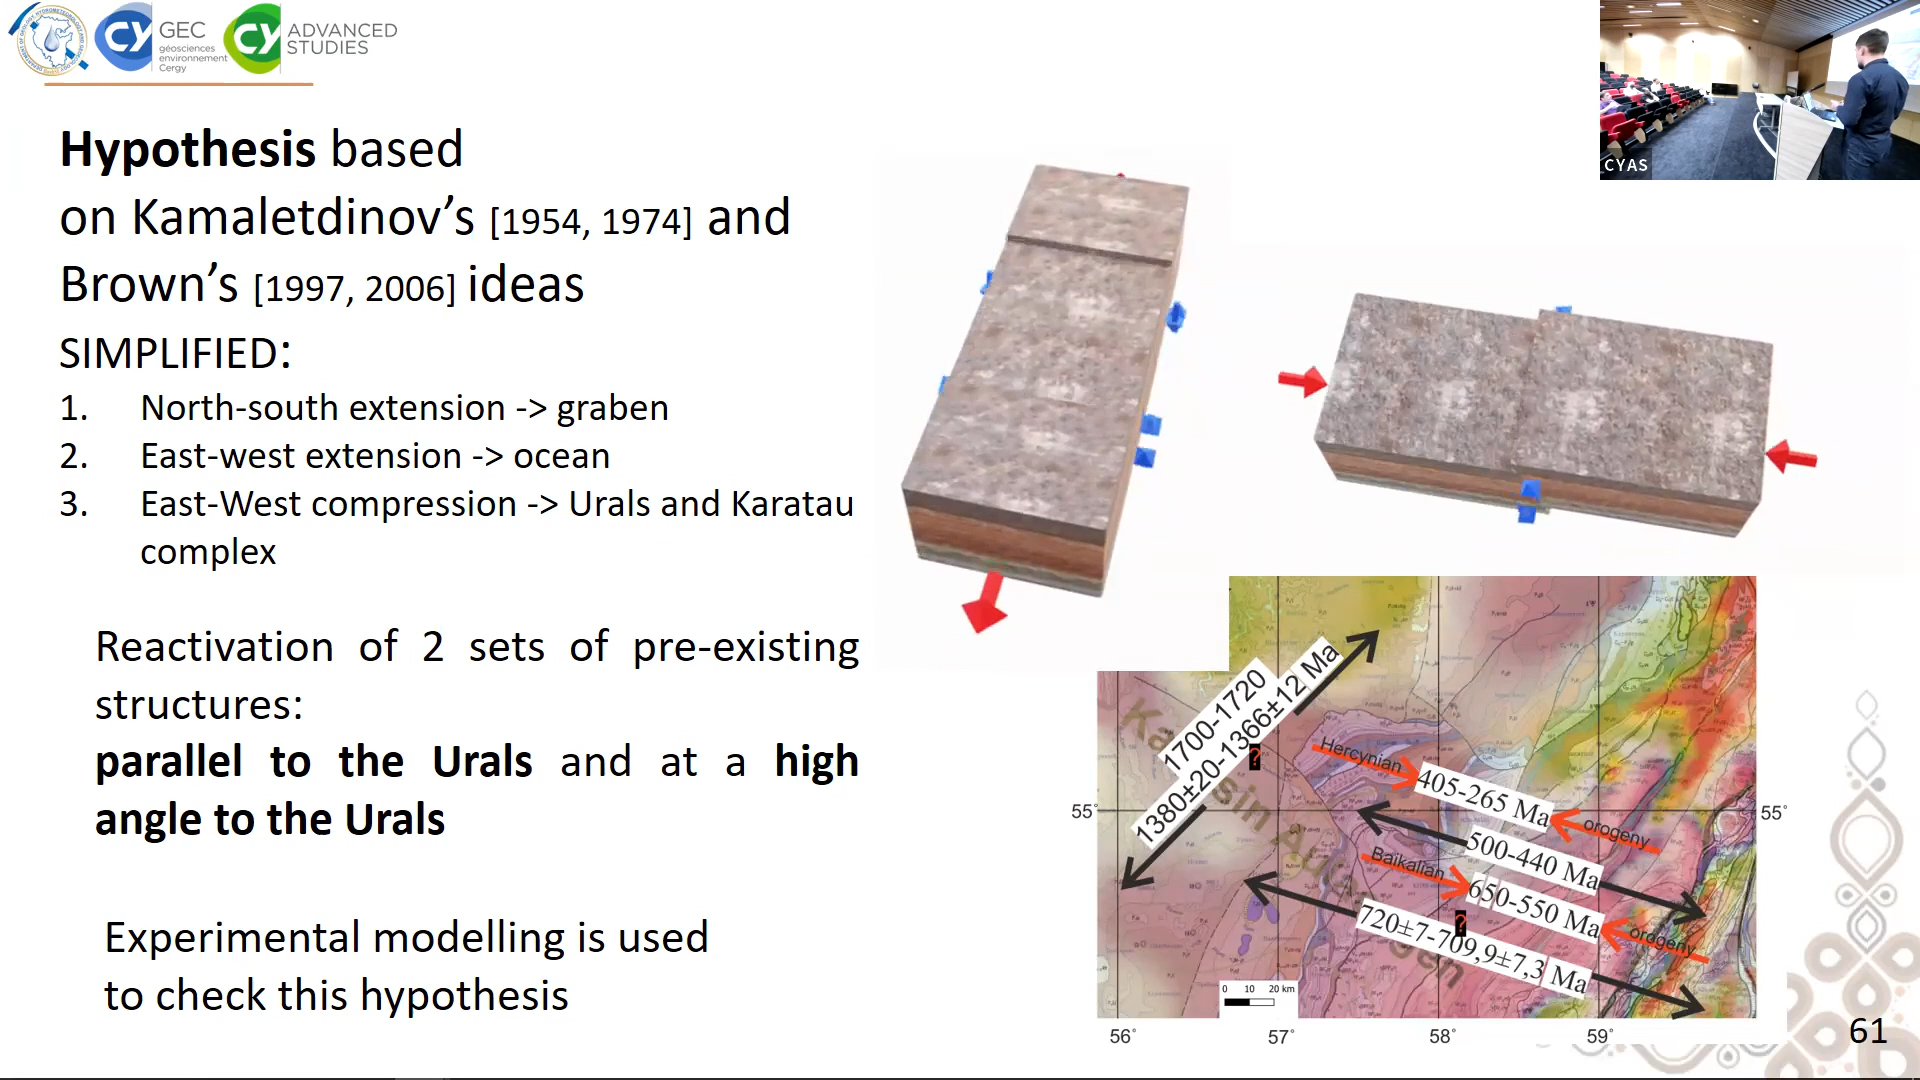 CY
GEC
géosciences
environnement
Cergy
CY
ADVANCED
STUDIES
CYAS
Hypothesis based
on Kamaletdinov’s [1954, 1974] and
Brown’s [1997, 2006] ideas
SIMPLIFIED:
1. North-south extension -> graben
2. East-west extension -> ocean
3. East-West compression -> Urals and Karatau
complex
Reactivation of 2 sets of pre-existing
structures:
parallel to the Urals and at a high
angle to the Urals
Experimental modelling is used
to check this hypothesis
1700-1720
1380±20-1366±12 Ma
?
Hercynian
405-265 Ma
orogeny
500-440 Ma
Baikalian
650-550 Ma
orogeny
?
720±7-709,9±7,3 Ma
55°
55°
0 10 20 km
56°
57°
58°
59°
61